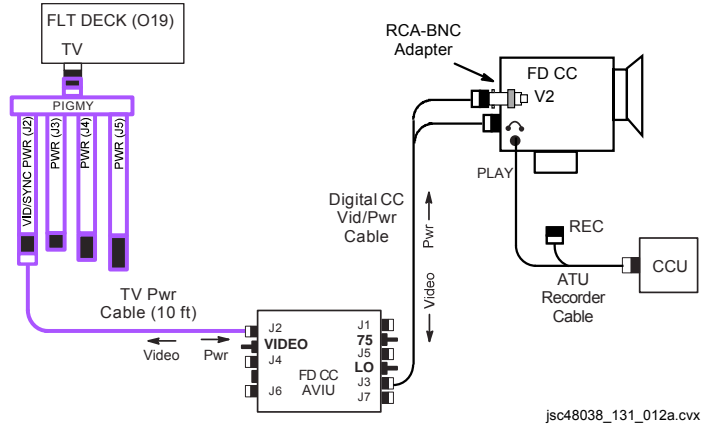 FLT DECK (O19)
TV
PIGMY
VID/SYNC PWR (J2)
PWR (J3)
PWR (J4)
PWR (J5)
RCA-BNC
Adapter
FD CC
V2
PLAY
Digital CC
Vid/Pwr
Cable
Pwr
Video
REC
CCU
ATU
Recorder
Cable
TV Pwr
Cable (10 ft)
Video
Pwr
J2
VIDEO
J4
J6
FD CC
AVIU
J1
75
J5
LO
J3
J7
jsc48038_131_012a.cvx